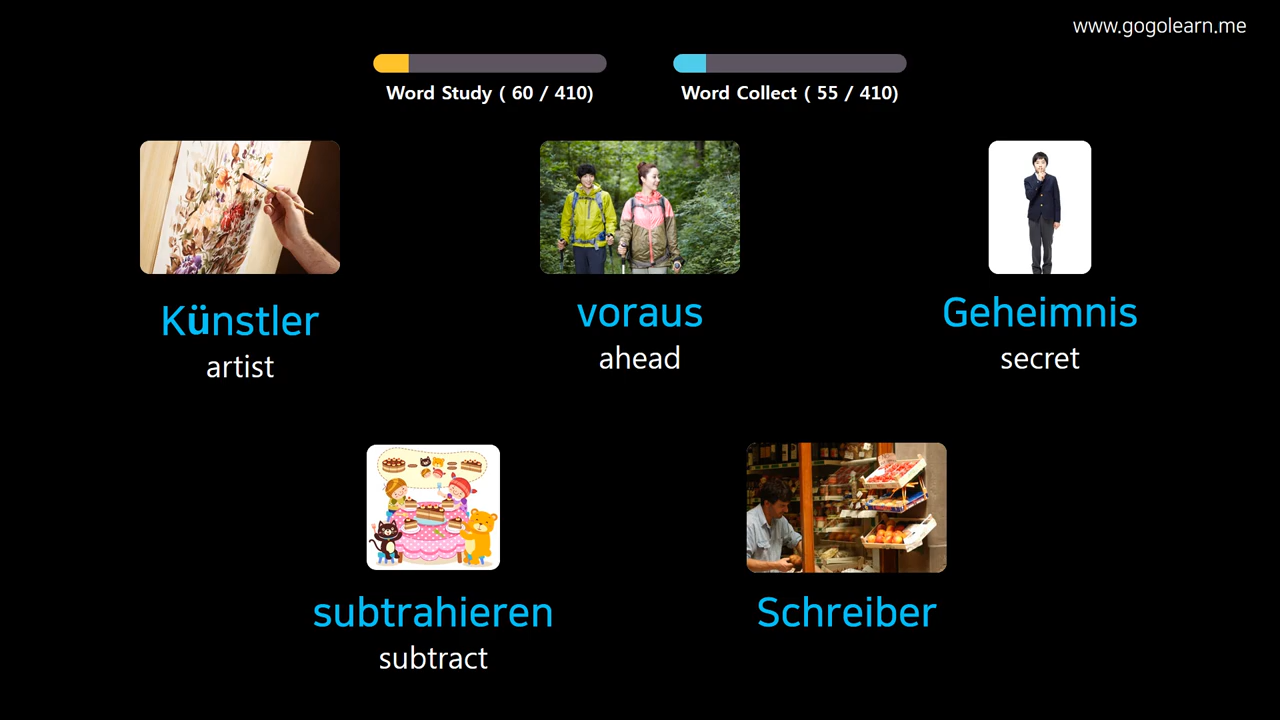 www.gogolearn.me
Word Study ( 60 / 410)
Word Collect ( 55 / 410)
Künstler
artist
voraus
ahead
Geheimnis
secret
subtrahieren
subtract
Schreiber